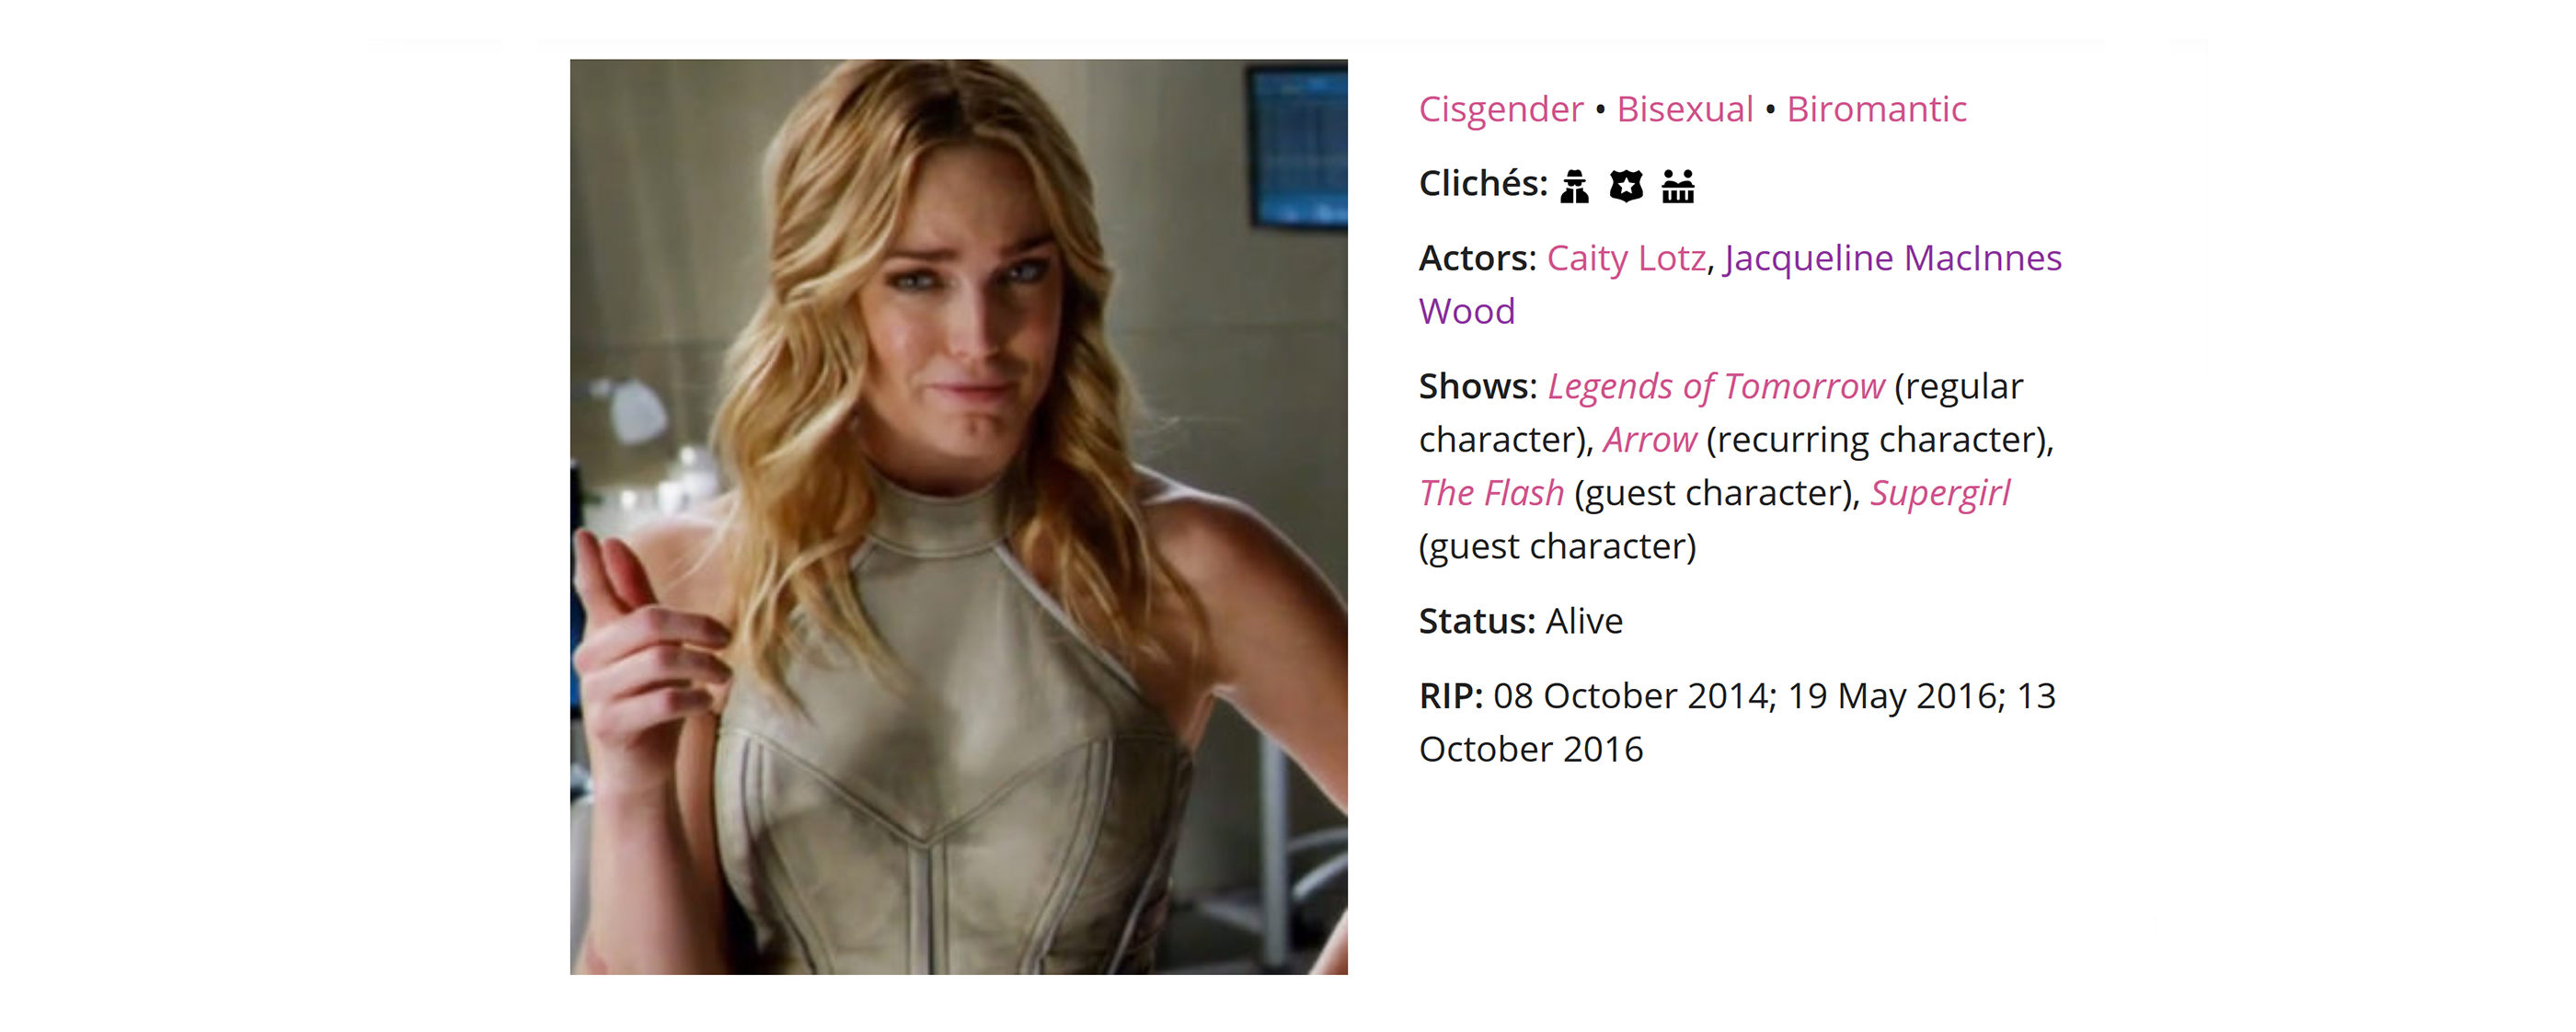 Cisgender • Bisexual • Biromantic
Clichés:
Actors: Caity Lotz, Jacqueline MacInnes
Wood
Shows: Legends of Tomorrow (regular
character), Arrow (recurring character),
The Flash (guest character), Supergirl
(guest character)
Status: Alive
RIP: 08 October 2014; 19 May 2016; 13
October 2016